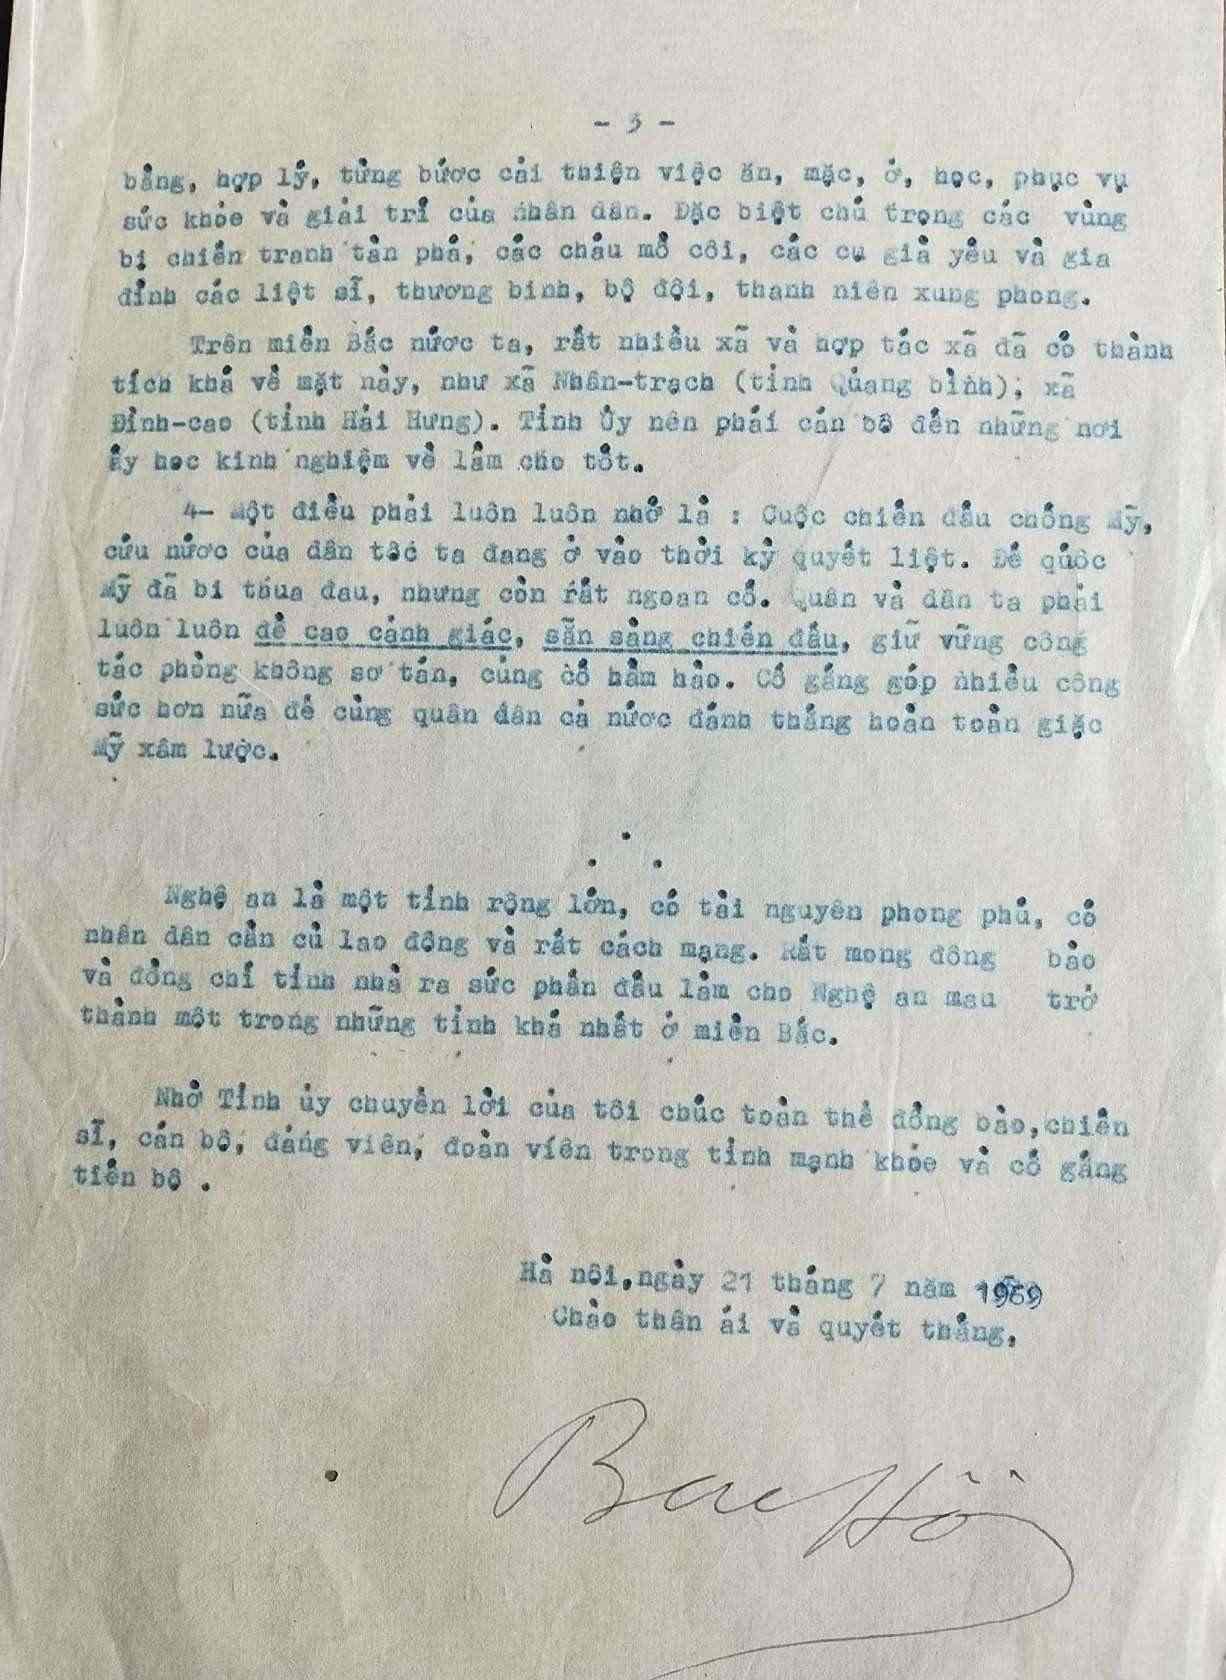 - 3 -
bằng, hợp lý, từng bước cải thiện việc ăn, mặc, ở, học, phục vụ
sức khỏe và giải trí của nhân dân. Đặc biệt chú trọng các vùng
bị chiến tranh tàn phá, các cháu mồ côi, các cụ già yếu và gia
đình các liệt sĩ, thương binh, bộ đội, thanh niên xung phong.
Trên miền Bắc nước ta, rất nhiều xã và hợp tác xã đã có thành
tích khá về mặt này, như xã Nhân-trạch (tỉnh Quảng bình); xã
Đình-cao (tỉnh Hải Hưng). Tỉnh Ủy nên phái cán bộ đến những nơi
ấy học kinh nghiệm về làm cho tốt.
4- Một điều phải luôn luôn nhớ là : Cuộc chiến đấu chống Mỹ,
cứu nước của dân tộc ta đang ở vào thời kỳ quyết liệt. Đế quốc
Mỹ đã bị thua đau, nhưng còn rất ngoan cố. Quân và dân ta phải
luôn luôn đề cao cảnh giác, sẵn sàng chiến đấu, giữ vững công
tác phòng không sơ tán, củng cố hầm hào. Cố gắng góp nhiều công
sức hơn nữa để cùng quân dân cả nước đánh thắng hoàn toàn giặc
Mỹ xâm lược.
Nghệ an là một tỉnh rộng lớn, có tài nguyên phong phú, có
nhân dân cần cù lao động và rất cách mạng. Rất mong đồng bào
và đồng chí tỉnh nhà ra sức phấn đấu làm cho Nghệ an mau trở
thành một trong những tỉnh khá nhất ở miền Bắc.
Nhờ Tỉnh ủy chuyển lời của tôi chúc toàn thể đồng bào, chiến
sĩ, cán bộ, đảng viên, đoàn viên trong tỉnh mạnh khỏe và cố gắng
tiến bộ .
Hà nội, ngày 21 tháng 7 năm 1969
Chào thân ái và quyết thắng,
Bac Hồ